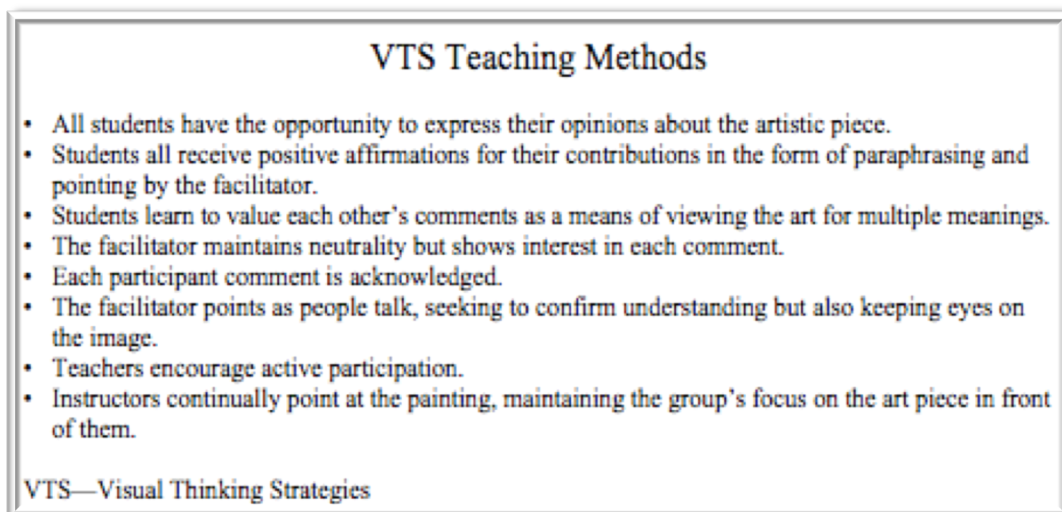 VTS Teaching Methods
• All students have the opportunity to express their opinions about the artistic piece.
• Students all receive positive affirmations for their contributions in the form of paraphrasing and
pointing by the facilitator.
• Students learn to value each other's comments as a means of viewing the art for multiple meanings.
• The facilitator maintains neutrality but shows interest in each comment.
• Each participant comment is acknowledged.
• The facilitator points as people talk, seeking to confirm understanding but also keeping eyes on
the image.
• Teachers encourage active participation.
• Instructors continually point at the painting, maintaining the group's focus on the art piece in front
of them.
VTS—Visual Thinking Strategies